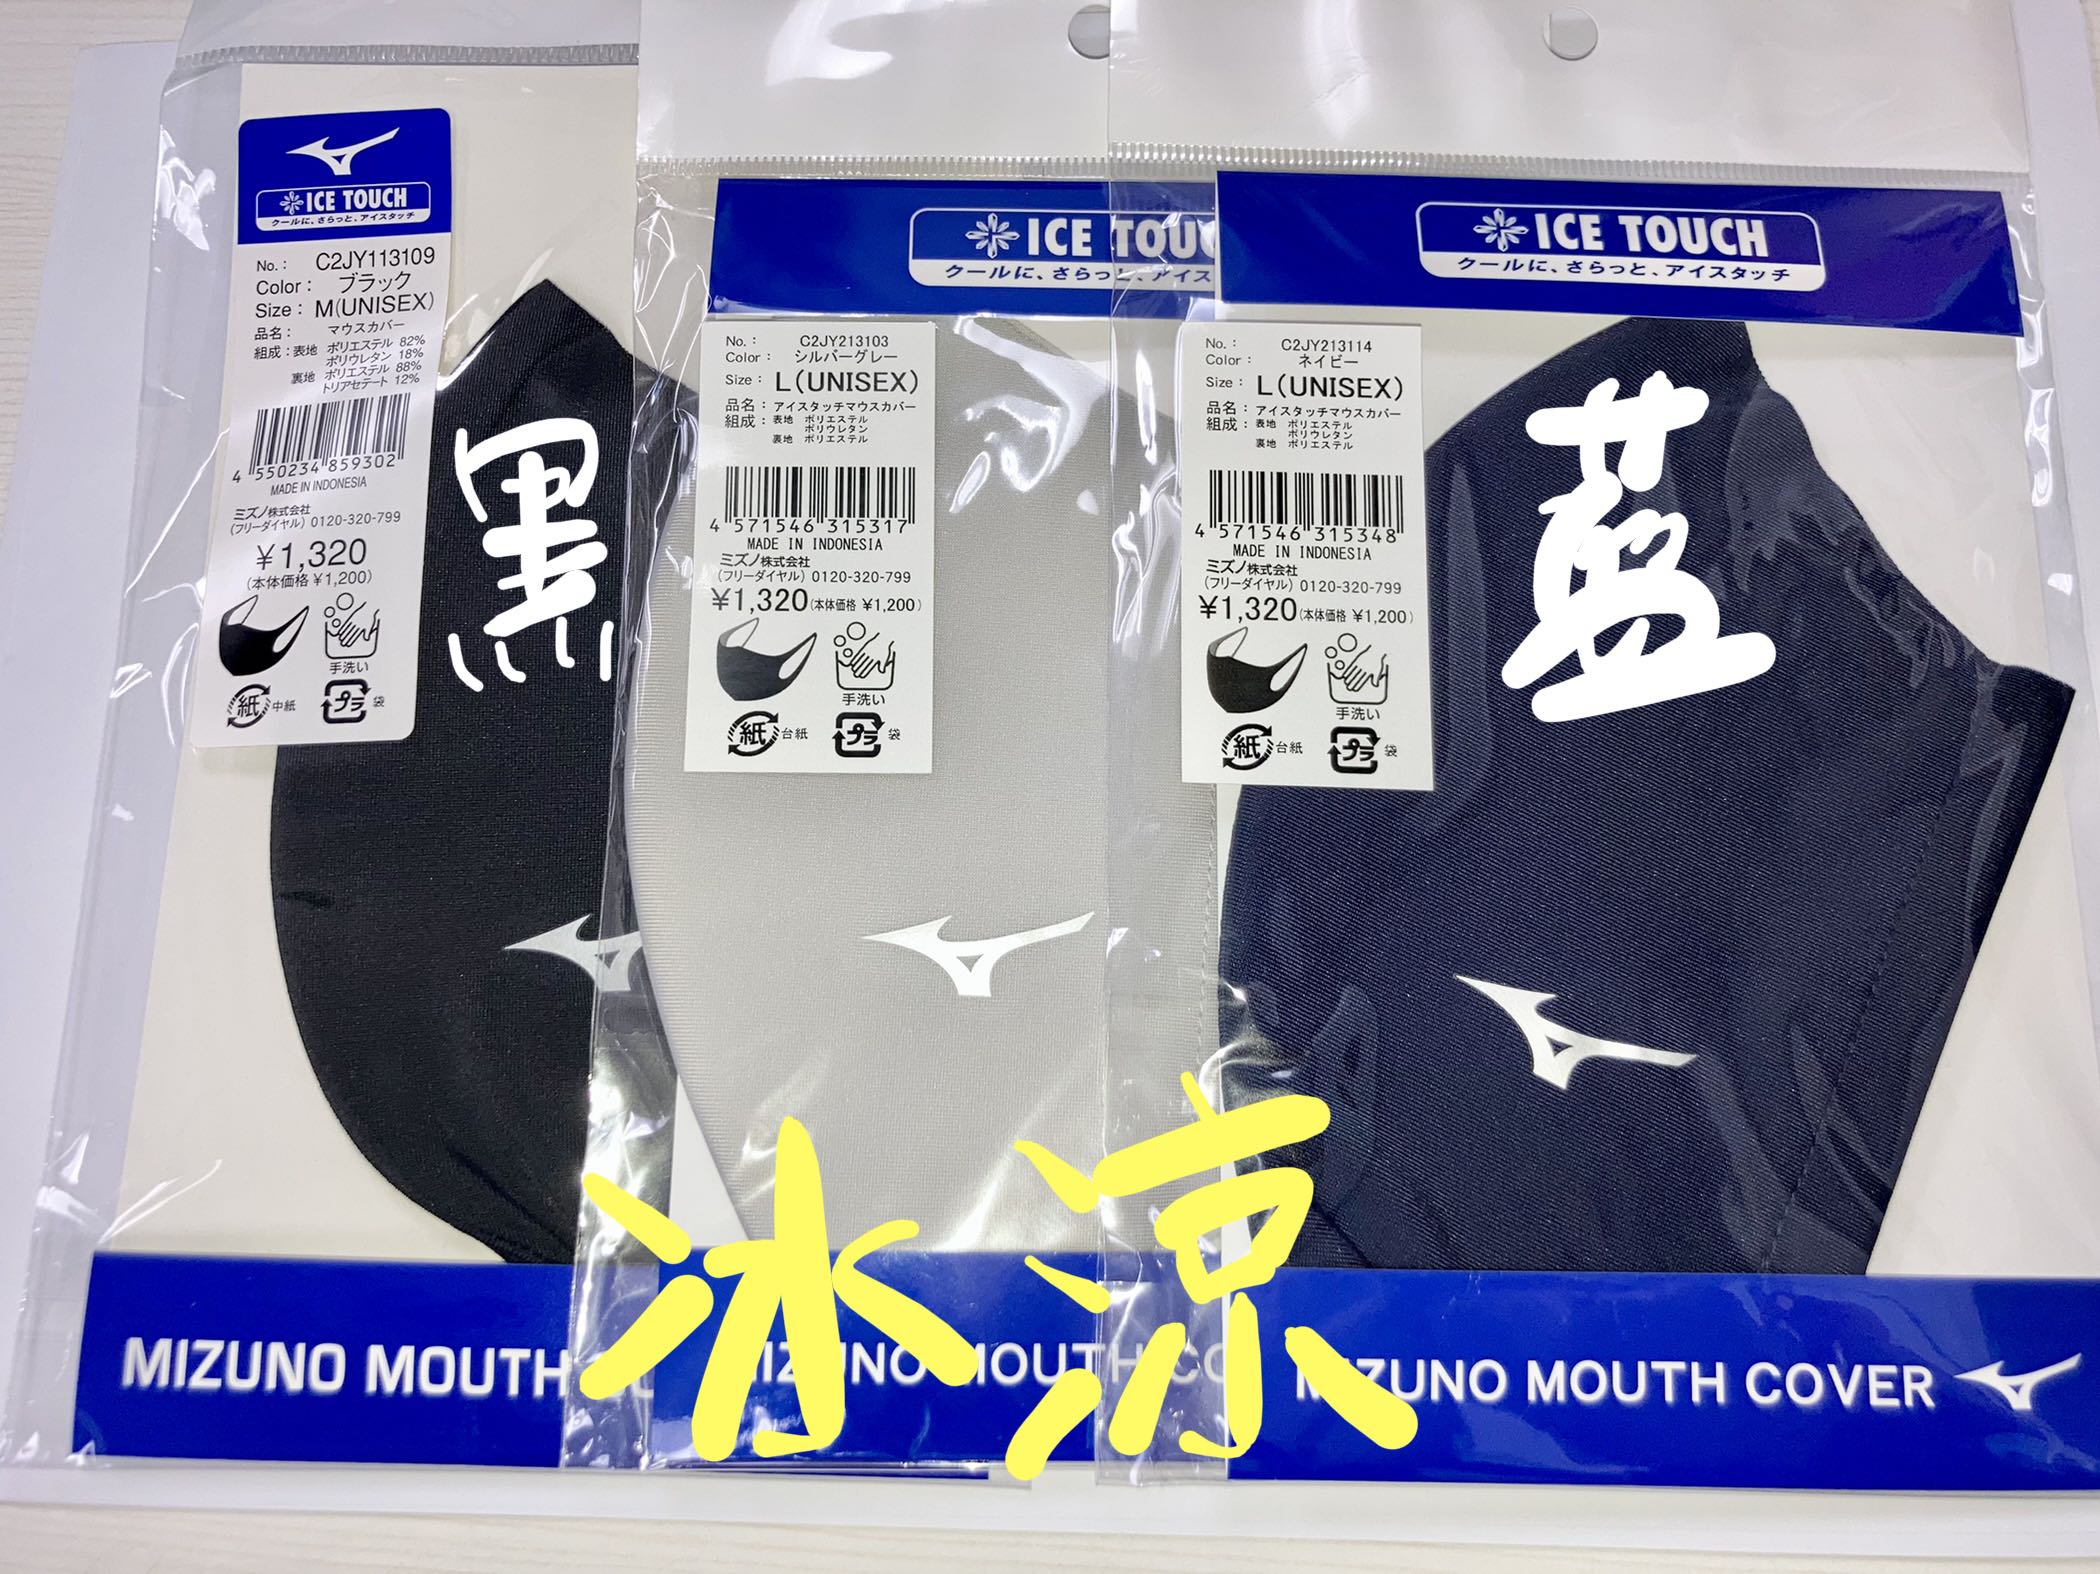 ICE TOUCH
クールに、さらっと、アイスタッチ
No.: C2JY113109
Color: ブラック
Size: M(UNISEX)
品名: マウスカバー
組成:表地 ポリエステル 82%
ポリウレタン 18%
裏地 ポリエステル 88%
トリアセテート 12%
4 550234 859302
MADE IN INDONESIA
ミズノ株式会社
(フリーダイヤル) 0120-320-799
¥1,320
(本体価格 ¥1,200)
手洗い
紙 中紙 プラ 袋
黒
MIZUNO MOUTH
ICE TOUC
クールに、さらっと、アイス
No.: C2JY213103
Color: シルバーグレー
Size: L(UNISEX)
品名:アイスタッチマウスカバー
組成:表地 ポリエステル
ポリウレタン
裏地 ポリエステル
4 571546 315317
MADE IN INDONESIA
ミズノ株式会社
(フリーダイヤル) 0120-320-799
¥1,320(本体価格 ¥1,200)
手洗い
紙 台紙 プラ 袋
MIZUNO MOUTH CO
ICE TOUCH
クールに、さらっと、アイスタッチ
No.: C2JY213114
Color: ネイビー
Size: L(UNISEX)
品名:アイスタッチマウスカバー
組成:表地 ポリエステル
ポリウレタン
裏地 ポリエステル
4 571546 315348
MADE IN INDONESIA
ミズノ株式会社
(フリーダイヤル) 0120-320-799
¥1,320(本体価格 ¥1,200)
手洗い
紙 台紙 プラ 袋
藍
MIZUNO MOUTH COVER
冰涼